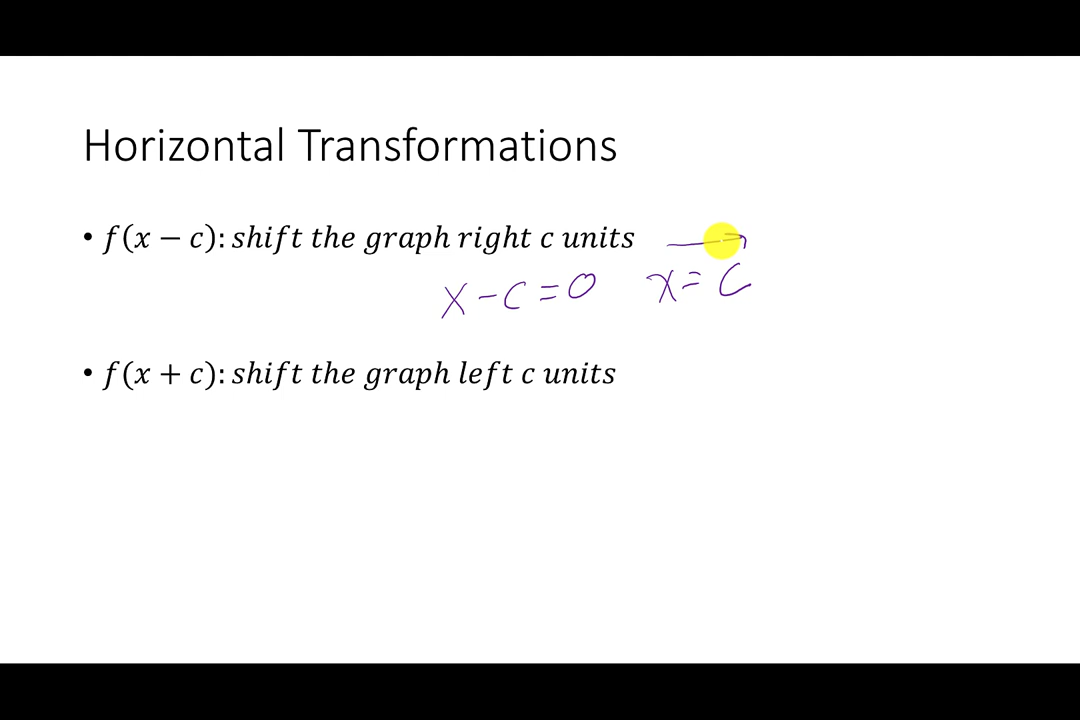 Horizontal Transformations
• f(x − c): shift the graph right c units
x − c = 0 x = c
• f(x + c): shift the graph left c units